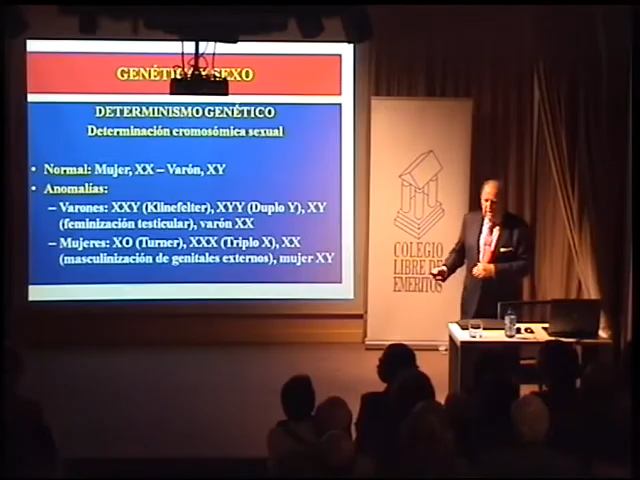 GENÉTICA Y SEXO
DETERMINISMO GENÉTICO
Determinación cromosómica sexual
• Normal: Mujer, XX – Varón, XY
• Anomalías:
– Varones: XXY (Klinefelter), XYY (Duplo Y), XY
(feminización testicular), varón XX
– Mujeres: XO (Turner), XXX (Triplo X), XX
(masculinización de genitales externos), mujer XY
COLEGIO
LIBRE DE
EMÉRITOS